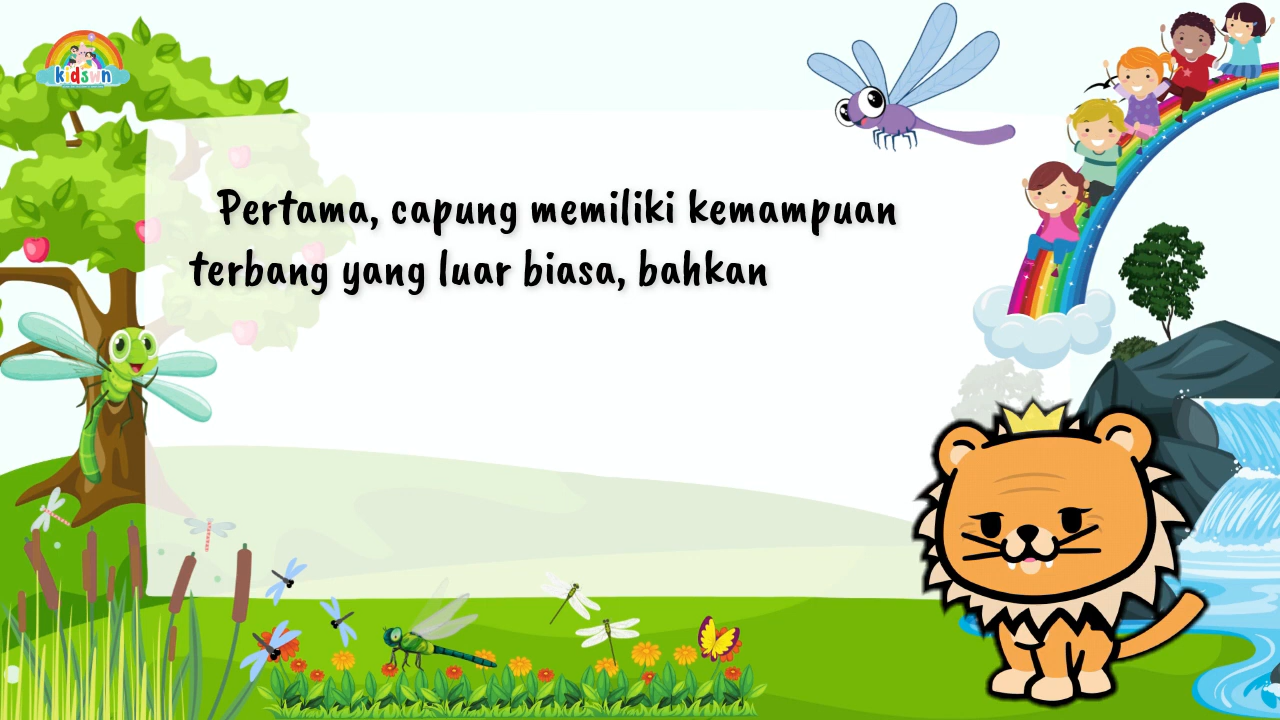 kidswn
Pertama, capung memiliki kemampuan
terbang yang luar biasa, bahkan